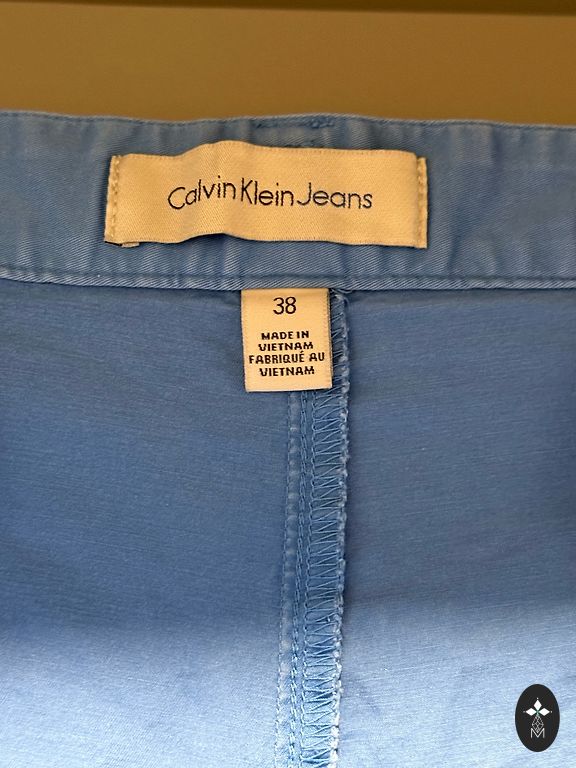 Calvin Klein Jeans
38
MADE IN
VIETNAM
FABRIQUÉ AU
VIETNAM
M